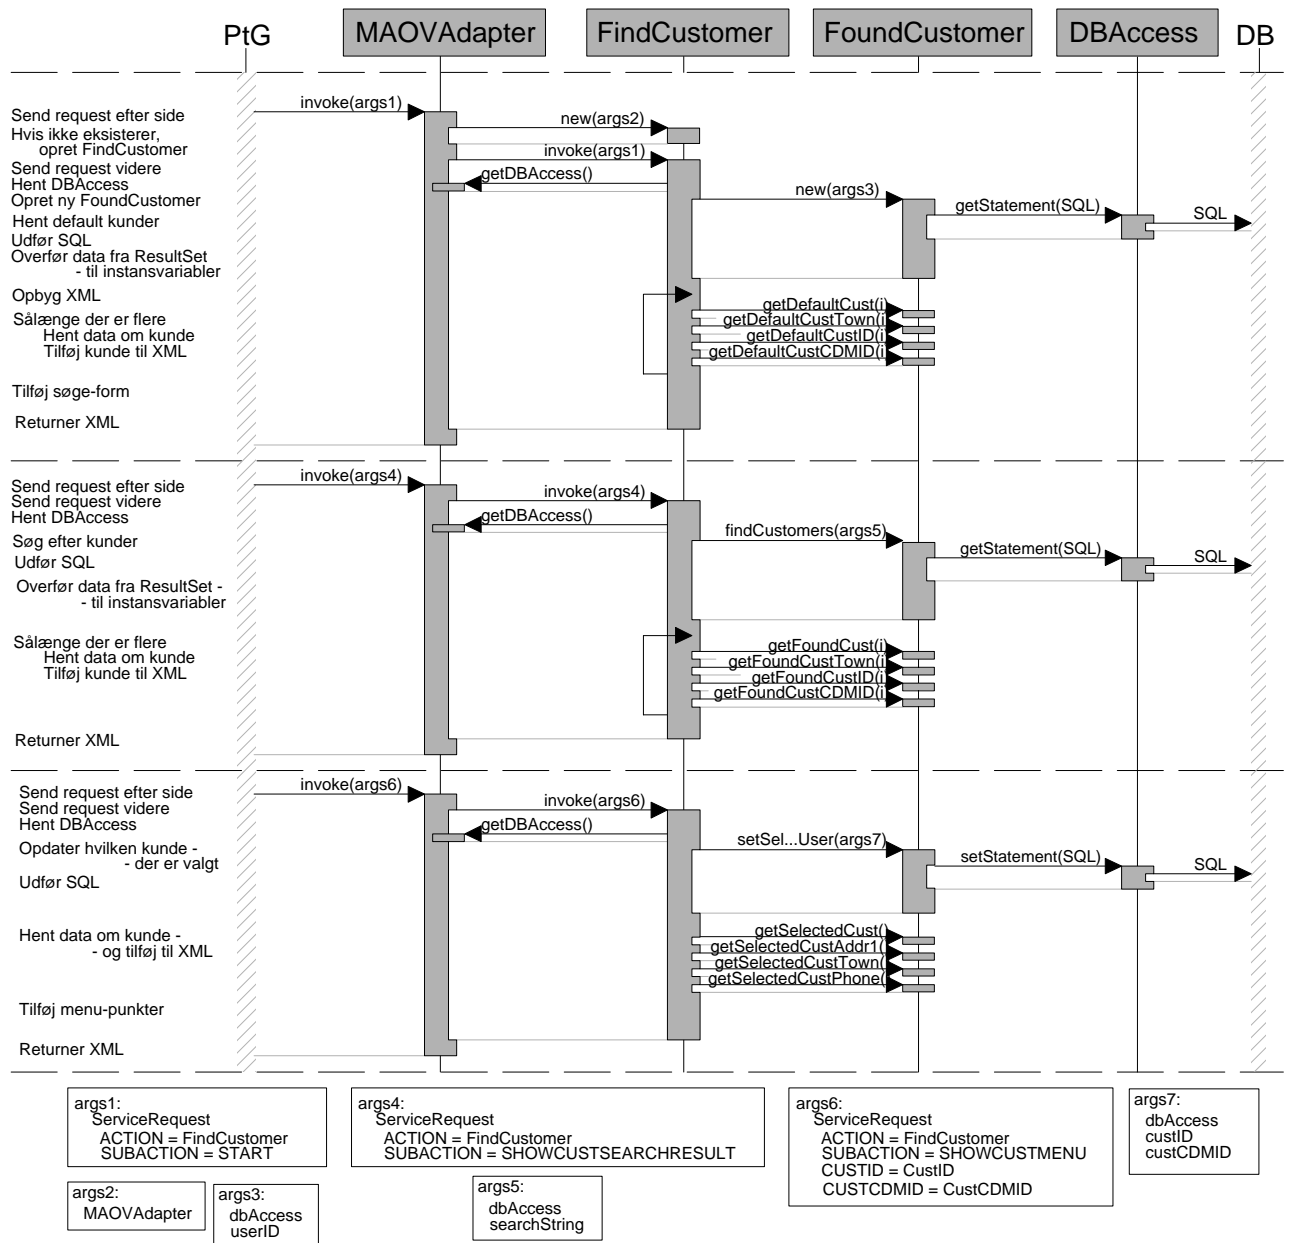 PtG MAOVAdapter FindCustomer FoundCustomer DBAccess DB
Send request efter side
invoke(args1)
Hvis ikke eksisterer,
opret FindCustomer
new(args2)
Send request videre
invoke(args1)
Hent DBAccess
getDBAccess()
Opret ny FoundCustomer
new(args3)
Hent default kunder
getStatement(SQL)
SQL
Udfør SQL
Overfør data fra ResultSet
- til instansvariabler
Opbyg XML
Sålænge der er flere
Hent data om kunde
Tilføj kunde til XML
getDefaultCust(i)
getDefaultCustTown(i
getDefaultCustID(i)
getDefaultCustCDMID(i)
Tilføj søge-form
Returner XML
Send request efter side
invoke(args4)
Send request videre
invoke(args4)
Hent DBAccess
getDBAccess()
Søg efter kunder
findCustomers(args5)
Udfør SQL
getStatement(SQL)
SQL
Overfør data fra ResultSet -
- til instansvariabler
Sålænge der er flere
Hent data om kunde
Tilføj kunde til XML
getFoundCust(i)
getFoundCustTown(i
getFoundCustID(i)
getFoundCustCDMID(i)
Returner XML
Send request efter side
invoke(args6)
Send request videre
invoke(args6)
Hent DBAccess
getDBAccess()
Opdater hvilken kunde -
- der er valgt
setSel...User(args7)
Udfør SQL
setStatement(SQL)
SQL
Hent data om kunde -
- og tilføj til XML
getSelectedCust()
getSelectedCustAddr1(
getSelectedCustTown(
getSelectedCustPhone(
Tilføj menu-punkter
Returner XML
args1:
ServiceRequest
ACTION = FindCustomer
SUBACTION = START
args4:
ServiceRequest
ACTION = FindCustomer
SUBACTION = SHOWCUSTSEARCHRESULT
args6:
ServiceRequest
ACTION = FindCustomer
SUBACTION = SHOWCUSTMENU
CUSTID = CustID
CUSTCDMID = CustCDMID
args7:
dbAccess
custID
custCDMID
args2:
MAOVAdapter
args3:
dbAccess
userID
args5:
dbAccess
searchString